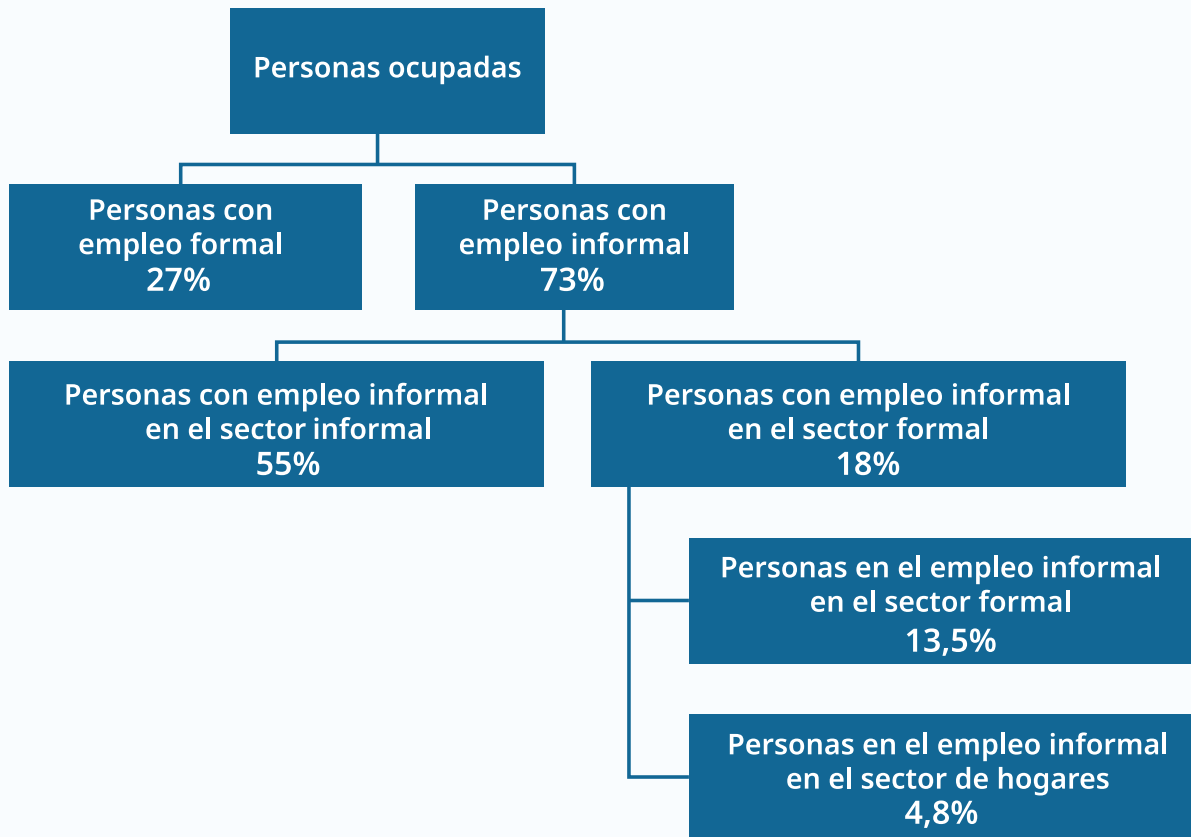 Personas ocupadas
Personas con
empleo formal
27%
Personas con
empleo informal
73%
Personas con empleo informal
en el sector informal
55%
Personas con empleo informal
en el sector formal
18%
Personas en el empleo informal
en el sector formal
13,5%
Personas en el empleo informal
en el sector de hogares
4,8%